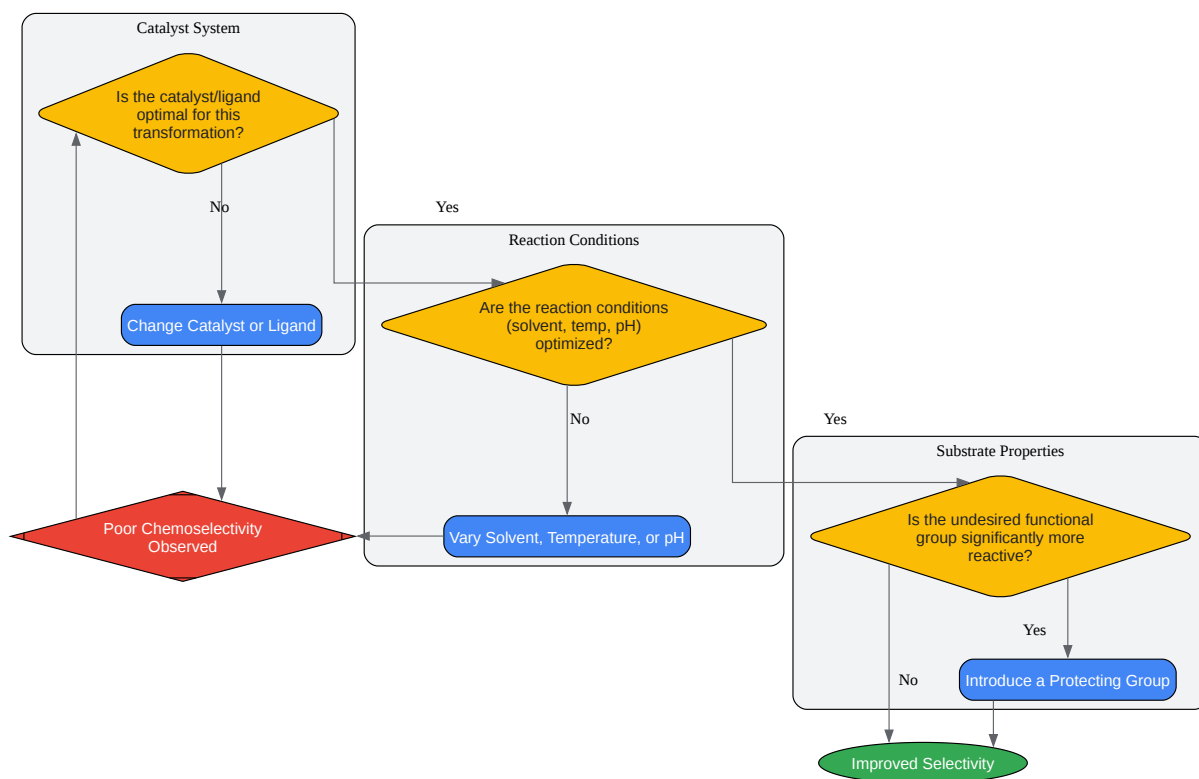 Catalyst System
Is the catalyst/ligand
optimal for this
transformation?
No
Yes
Change Catalyst or Ligand
Reaction Conditions
Are the reaction conditions
(solvent, temp, pH)
optimized?
No
Yes
Vary Solvent, Temperature, or pH
Poor Chemoselectivity
Observed
Substrate Properties
Is the undesired functional
group significantly more
reactive?
Yes
No
Introduce a Protecting Group
Improved Selectivity